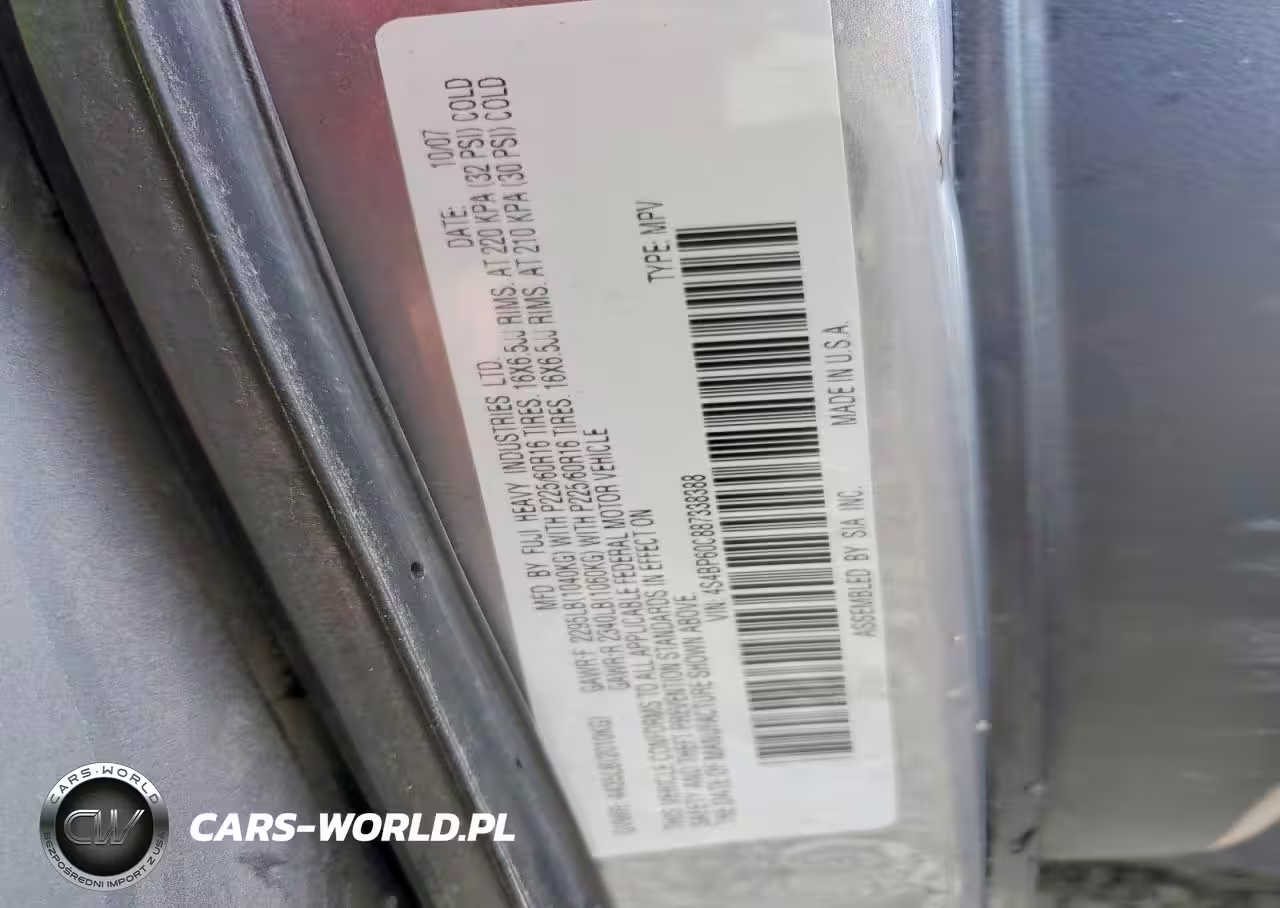 MFD BY FUJI HEAVY INDUSTRIES LTD. DATE: 10/07
GAWR:F 2295LB(1040KG) WITH P225/60R16 TIRES. 16X6.5JJ RIMS. AT 220 KPA (32 PSI) COLD
GAWR:R 2340LB(1060KG) WITH P225/60R16 TIRES. 16X6.5JJ RIMS. AT 210 KPA (30 PSI) COLD
THIS VEHICLE CONFORMS TO ALL APPLICABLE FEDERAL MOTOR VEHICLE
SAFETY AND THEFT PREVENTION STANDARDS IN EFFECT ON
THE DATE OF MANUFACTURE SHOWN ABOVE.
VIN: 4S4BP60C887338388 TYPE: MPV
ASSEMBLED BY SIA INC. MADE IN U.S.A.
CARS-WORLD
CW
BEZPOŚREDNI IMPORT Z USA
CARS-WORLD.PL